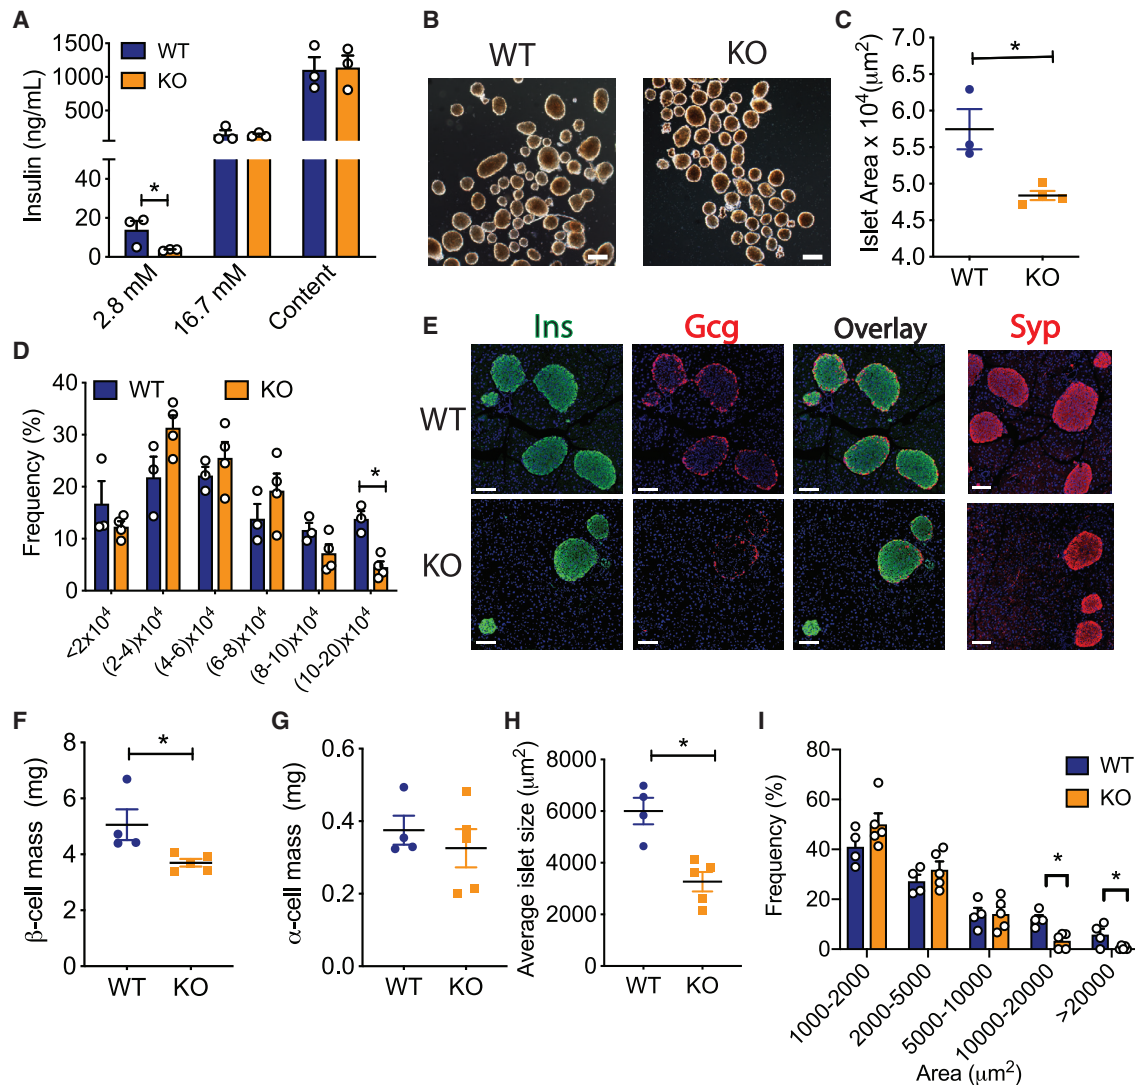 A
Insulin (ng/mL)
1500
1000
500
40
20
0
WT
KO
*
2.8 mM
16.7 mM
Content
B
WT
KO
C
Islet Area x 10⁴(μm²)
7.0
6.5
6.0
5.5
5.0
4.5
4.0
*
WT
KO
D
Frequency (%)
40
30
20
10
0
WT
KO
*
<2x10⁴
(2-4)x10⁴
(4-6)x10⁴
(6-8)x10⁴
(8-10)x10⁴
(10-20)x10⁴
E
Ins
Gcg
Overlay
Syp
WT
KO
F
β-cell mass (mg)
8
6
4
2
0
*
WT
KO
G
α-cell mass (mg)
0.6
0.4
0.2
0.0
WT
KO
H
Average islet size (μm²)
8000
6000
4000
2000
0
*
WT
KO
I
Frequency (%)
80
60
40
20
0
WT
KO
*
*
1000-2000
2000-5000
5000-10000
10000-20000
>20000
Area (μm²)